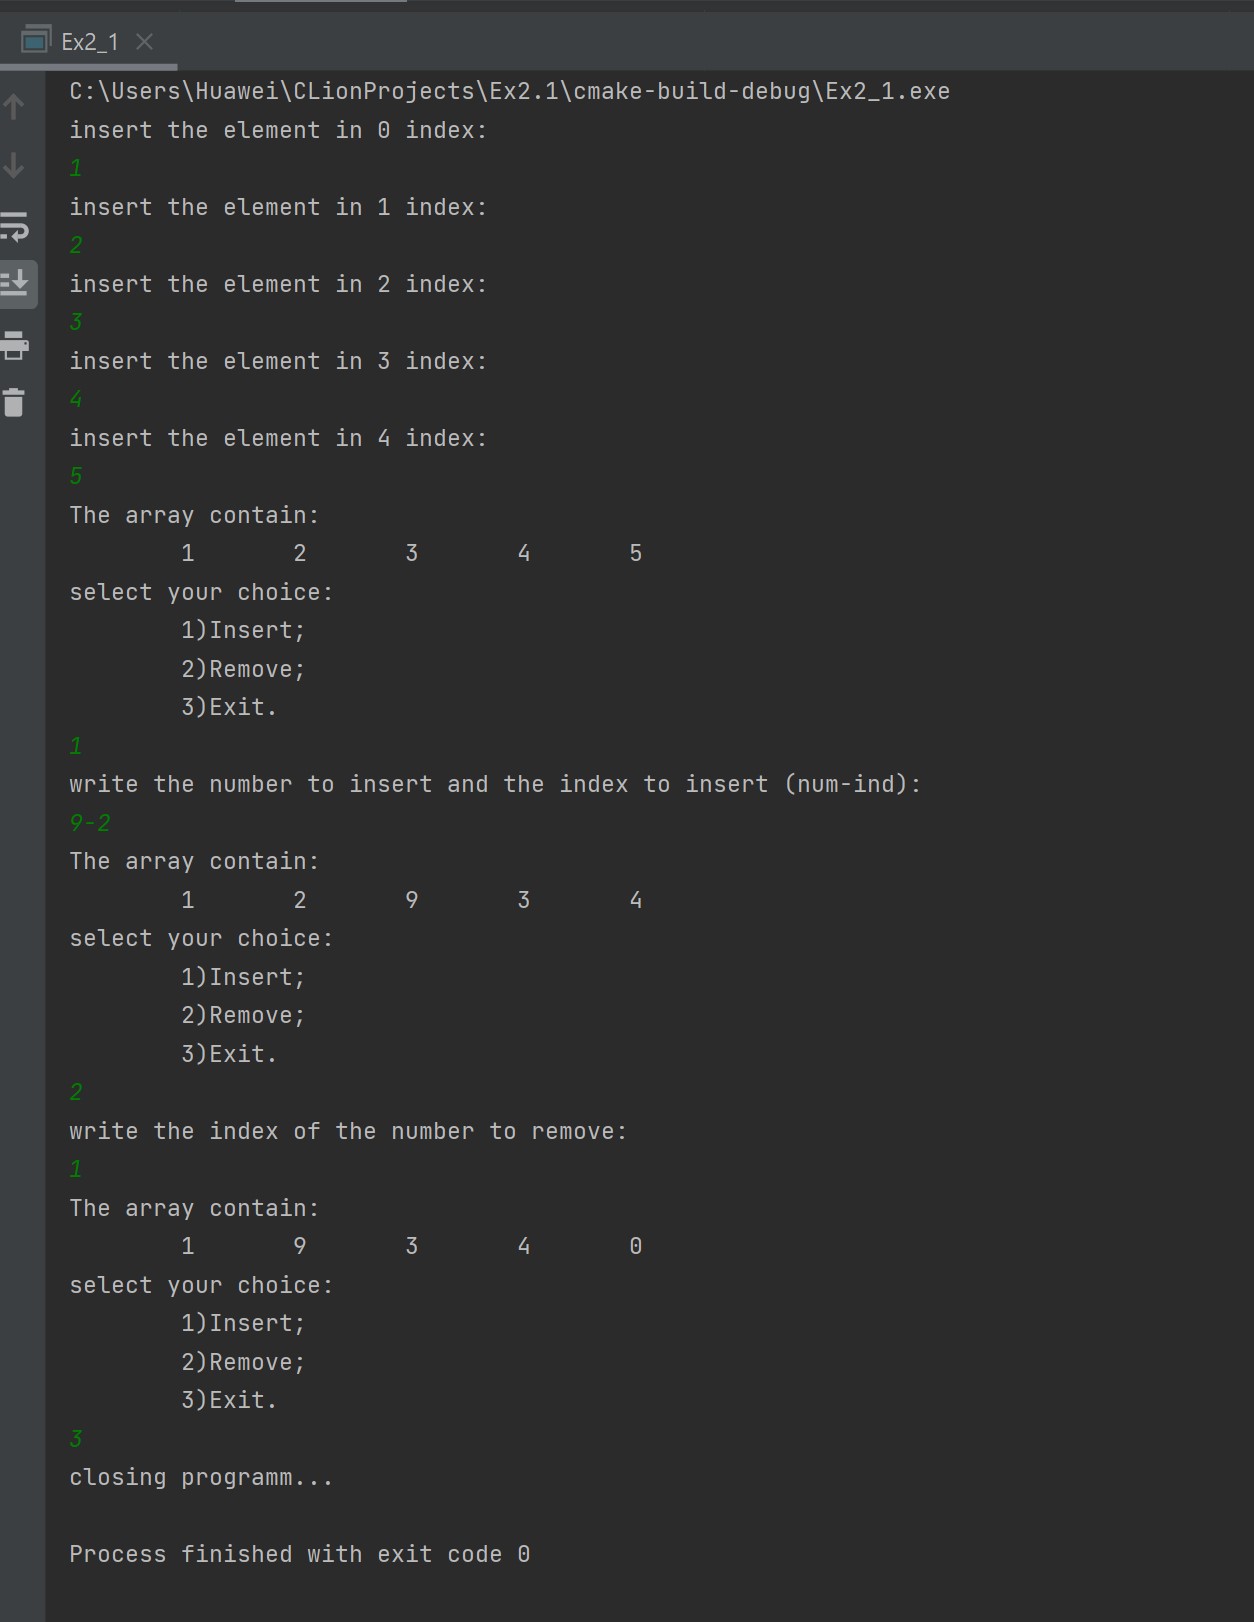 Ex2_1
C:\Users\Huawei\CLionProjects\Ex2.1\cmake-build-debug\Ex2_1.exe
insert the element in 0 index:
1
insert the element in 1 index:
2
insert the element in 2 index:
3
insert the element in 3 index:
4
insert the element in 4 index:
5
The array contain:
1 2 3 4 5
select your choice:
1)Insert;
2)Remove;
3)Exit.
1
write the number to insert and the index to insert (num-ind):
9-2
The array contain:
1 2 9 3 4
select your choice:
1)Insert;
2)Remove;
3)Exit.
2
write the index of the number to remove:
1
The array contain:
1 9 3 4 0
select your choice:
1)Insert;
2)Remove;
3)Exit.
3
closing programm...
Process finished with exit code 0